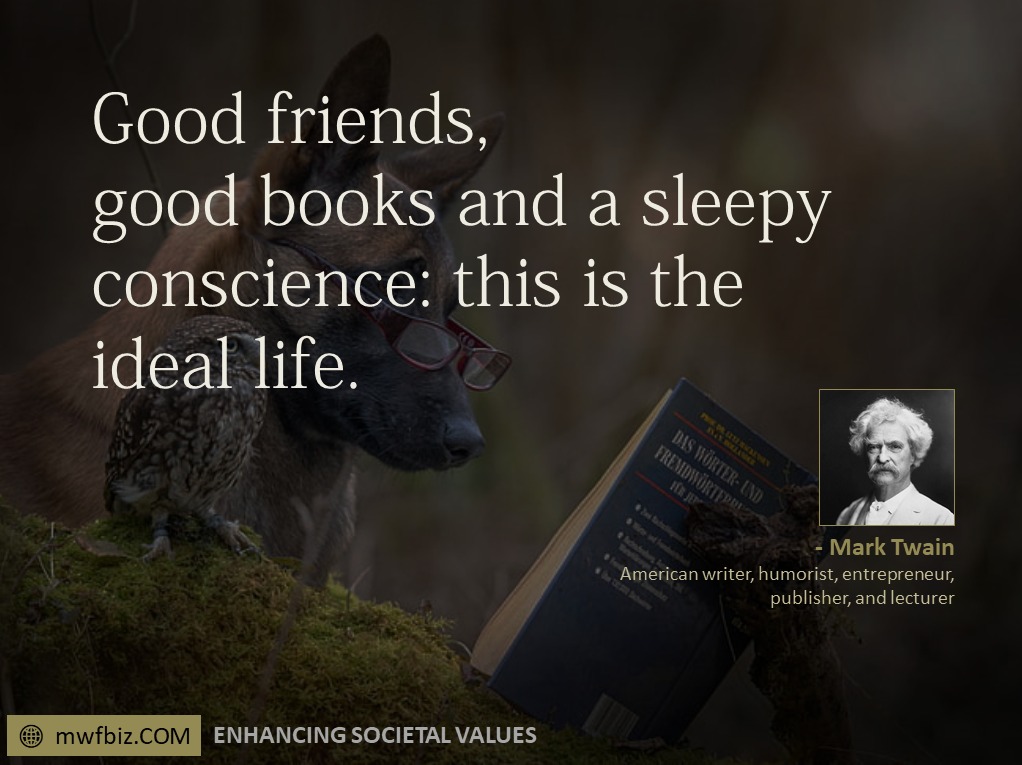 Good friends,
good books and a sleepy
conscience: this is the
ideal life.
DAS WÖRTER- UND
- Mark Twain
American writer, humorist, entrepreneur,
publisher, and lecturer
mwfbiz.COM
ENHANCING SOCIETAL VALUES